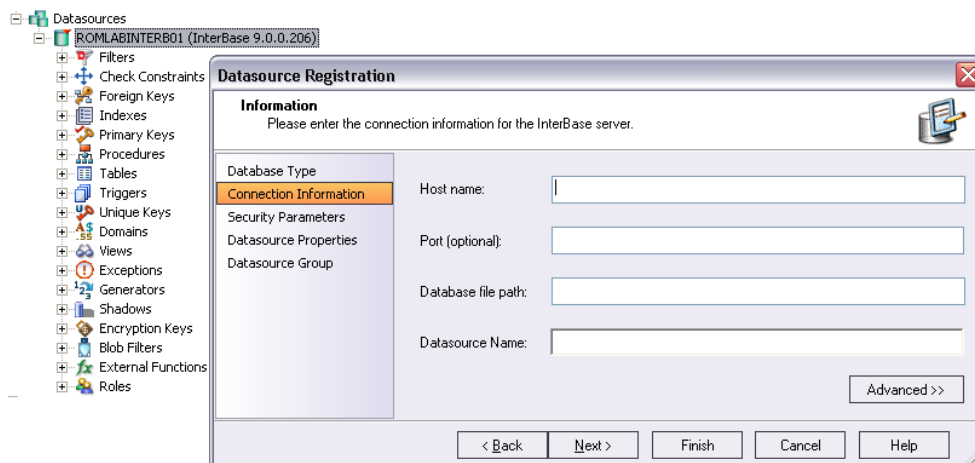 Datasources
ROMLABINTERB01 (InterBase 9.0.0.206)
Filters
Check Constraints
Foreign Keys
Indexes
Primary Keys
Procedures
Tables
Triggers
Unique Keys
Domains
Views
Exceptions
Generators
Shadows
Encryption Keys
Blob Filters
External Functions
Roles
Datasource Registration
Information
Please enter the connection information for the InterBase server.
Database Type
Connection Information
Security Parameters
Datasource Properties
Datasource Group
Host name:
Port (optional):
Database file path:
Datasource Name:
Advanced >>
< Back
Next >
Finish
Cancel
Help